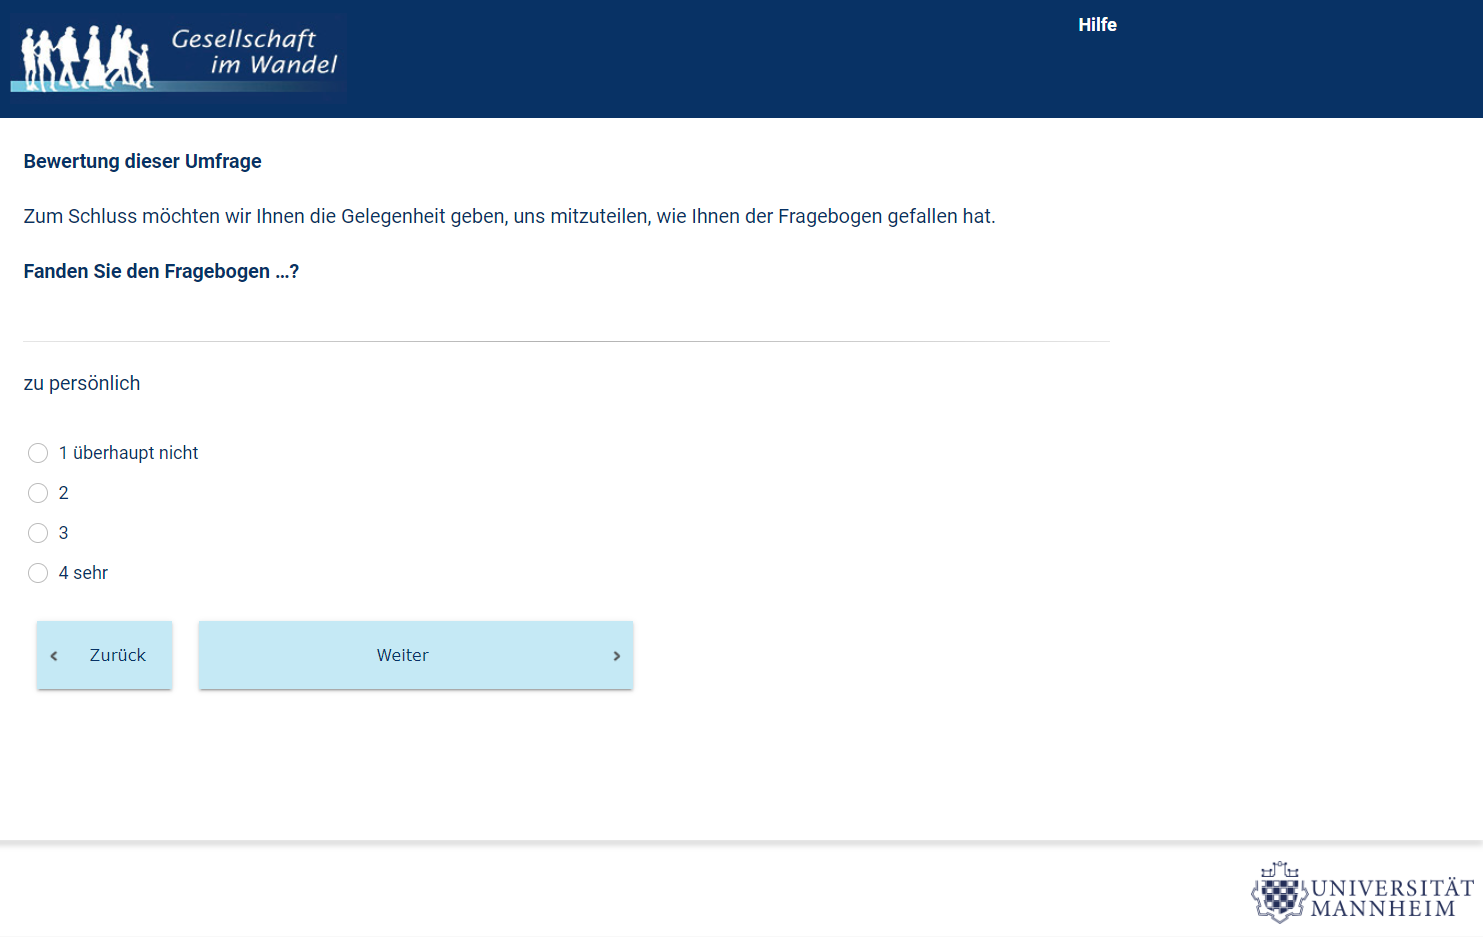 Gesellschaft
im Wandel
Hilfe
Bewertung dieser Umfrage
Zum Schluss möchten wir Ihnen die Gelegenheit geben, uns mitzuteilen, wie Ihnen der Fragebogen gefallen hat.
Fanden Sie den Fragebogen ...?
zu persönlich
1 überhaupt nicht
2
3
4 sehr
Zurück
Weiter
UNIVERSITÄT
MANNHEIM